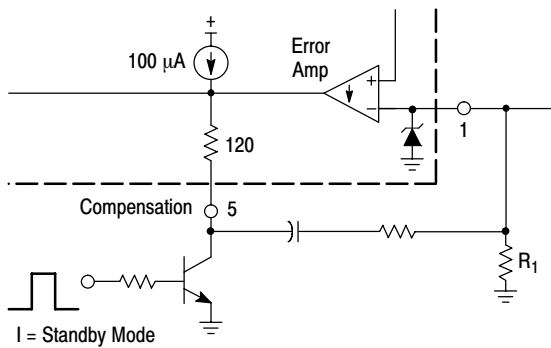 +
100 μA
Error
Amp
+
−
1
120
Compensation
5
R1
I = Standby Mode